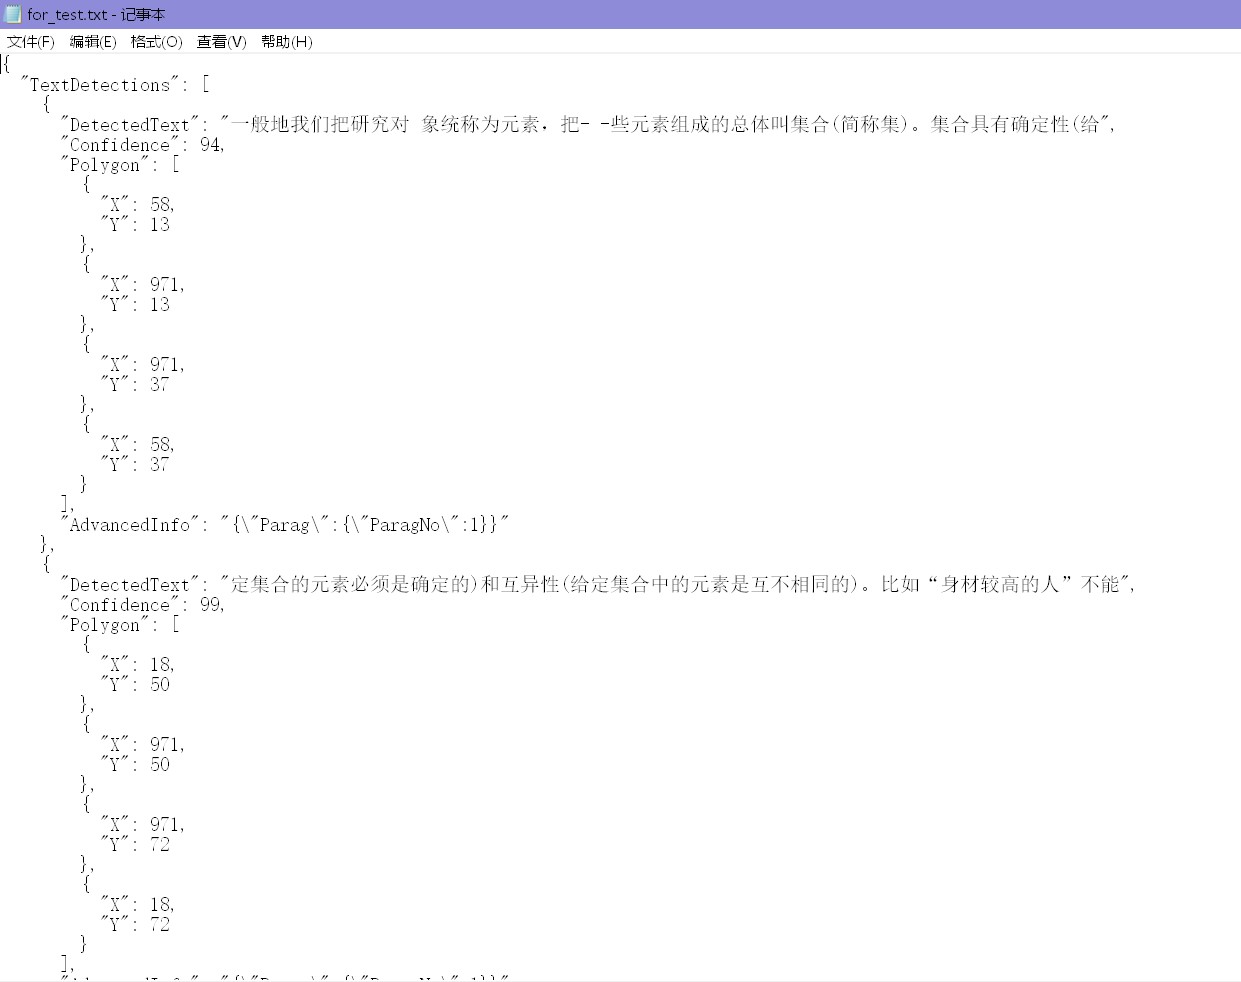 for_test.txt - 记事本
文件(F) 编辑(E) 格式(O) 查看(V) 帮助(H)
{
"TextDetections": [
{
"DetectedText": "一般地我们把研究对 象统称为元素，把- -些元素组成的总体叫集合(简称集)。集合具有确定性(给",
"Confidence": 94,
"Polygon": [
{
"X": 58,
"Y": 13
},
{
"X": 971,
"Y": 13
},
{
"X": 971,
"Y": 37
},
{
"X": 58,
"Y": 37
}
],
"AdvancedInfo": "{\"Parag\":{\"ParagNo\":1}}"
},
{
"DetectedText": "定集合的元素必须是确定的)和互异性(给定集合中的元素是互不相同的)。比如“身材较高的人”不能",
"Confidence": 99,
"Polygon": [
{
"X": 18,
"Y": 50
},
{
"X": 971,
"Y": 50
},
{
"X": 971,
"Y": 72
},
{
"X": 18,
"Y": 72
}
],